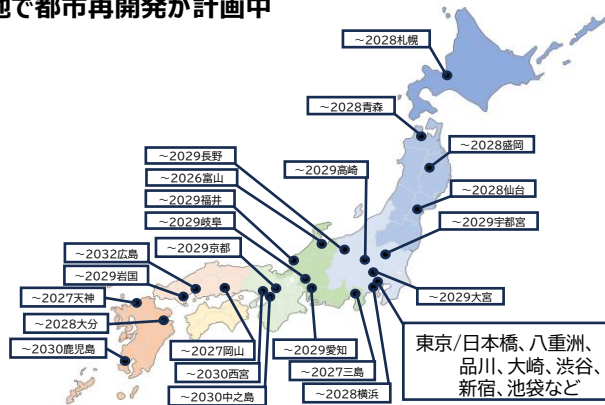 地で都市再開発が計画中
～2028札幌
～2028青森
～2028盛岡
～2029長野
～2029高崎
～2026富山
～2028仙台
～2029福井
～2029岐阜
～2029宇都宮
～2032広島
～2029京都
～2029岩国
～2027天神
～2029大宮
～2028大分
～2030鹿児島
～2027岡山
～2029愛知
～2030西宮
～2027三島
～2030中之島
～2028横浜
東京/日本橋、八重洲、
品川、大崎、渋谷、
新宿、池袋など